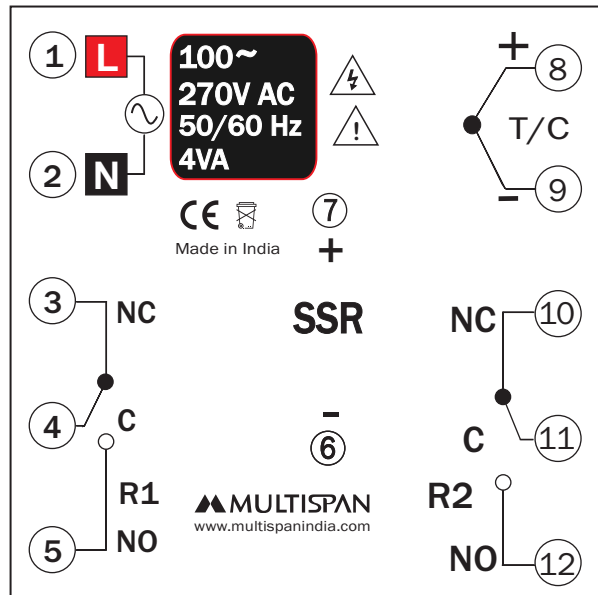 1 L
100~
270V AC
50/60 Hz
4VA
2 N
+ 8
T/C
- 9
CE
Made in India
7
+
3 NC
SSR
NC 10
4 C
-
6
C 11
R1
R2
MULTISPAN
www.multispanindia.com
5 NO
NO 12